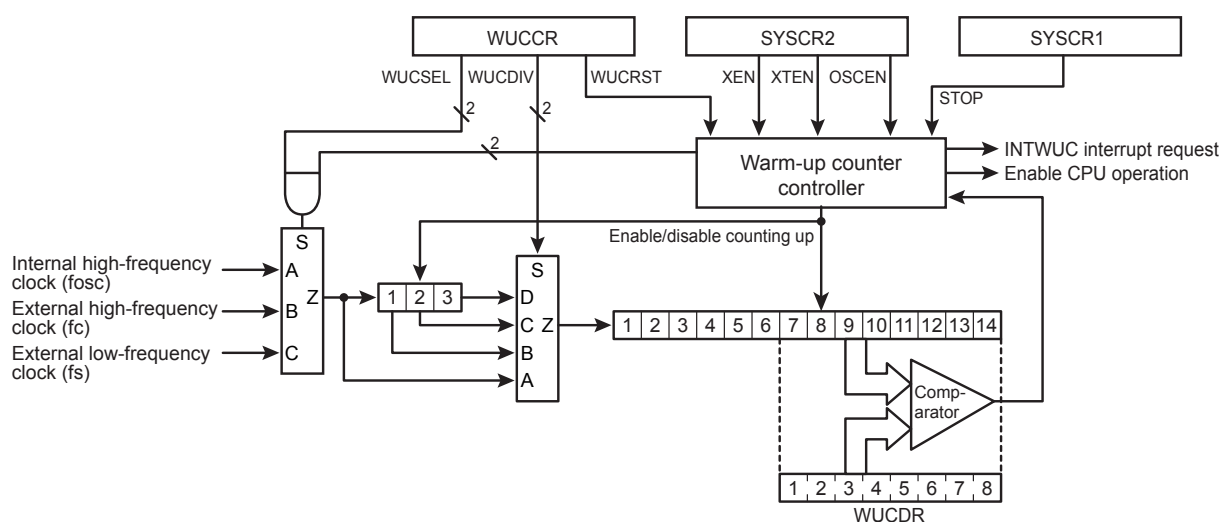 WUCCR
SYSCR2
SYSCR1
WUCSEL
WUCDIV
WUCRST
XEN
XTEN
OSCEN
STOP
2
2
2
Warm-up counter
controller
INTWUC interrupt request
Enable CPU operation
Enable/disable counting up
S
A
B
C
Z
Internal high-frequency
clock (fosc)
External high-frequency
clock (fc)
External low-frequency
clock (fs)
1 2 3
S
D
C
B
A
Z
1 2 3 4 5 6 7 8 9 10 11 12 13 14
Comp-
arator
1 2 3 4 5 6 7 8
WUCDR